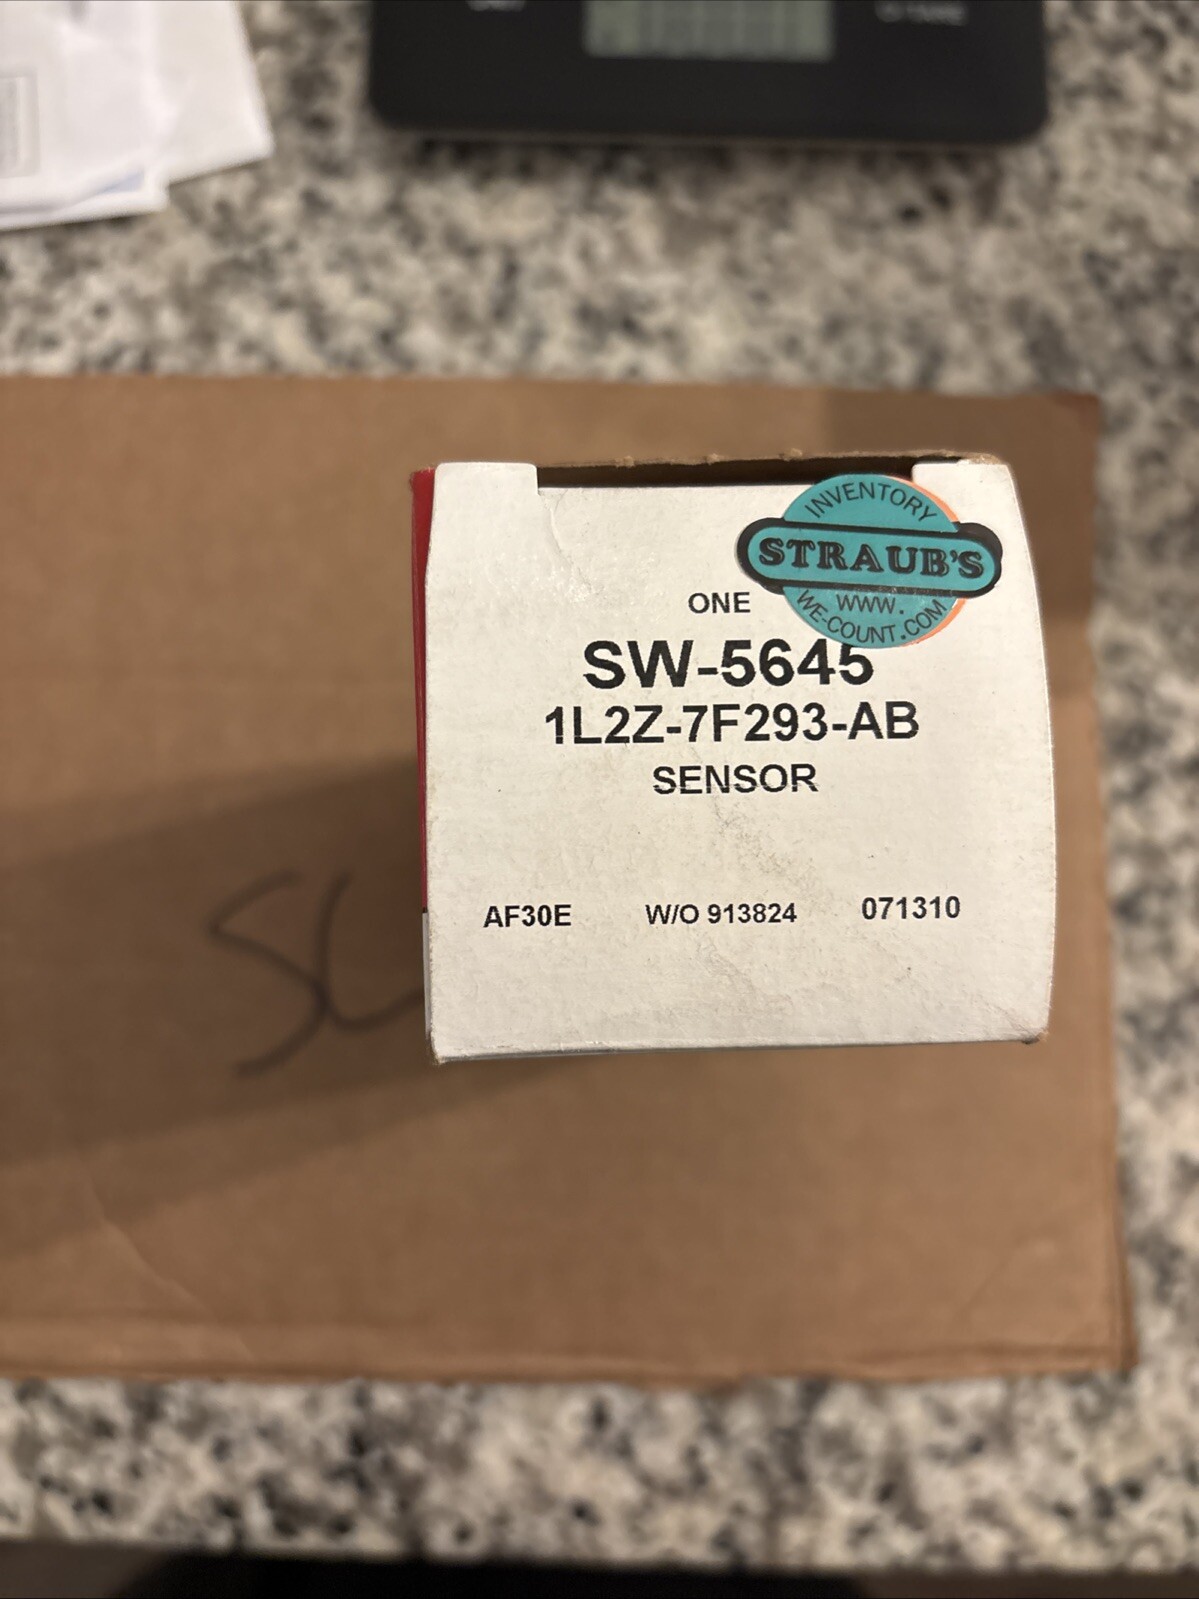 INVENTORY
STRAUB'S
WWW.
WE-COUNT.COM
ONE
SW-5645
1L2Z-7F293-AB
SENSOR
AF30E W/O 913824 071310